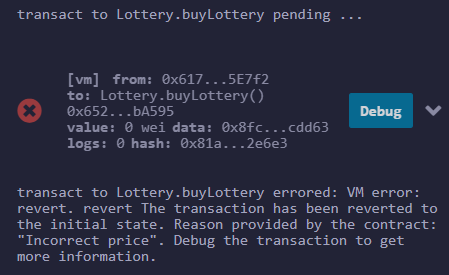 transact to Lottery.buyLottery pending ...
[vm] from: 0x617...5E7f2
to: Lottery.buyLottery()
0x652...bA595
value: 0 wei data: 0x8fc...cdd63
logs: 0 hash: 0x81a...2e6e3
Debug
transact to Lottery.buyLottery errored: VM error:
revert. revert The transaction has been reverted to
the initial state. Reason provided by the contract:
"Incorrect price". Debug the transaction to get
more information.